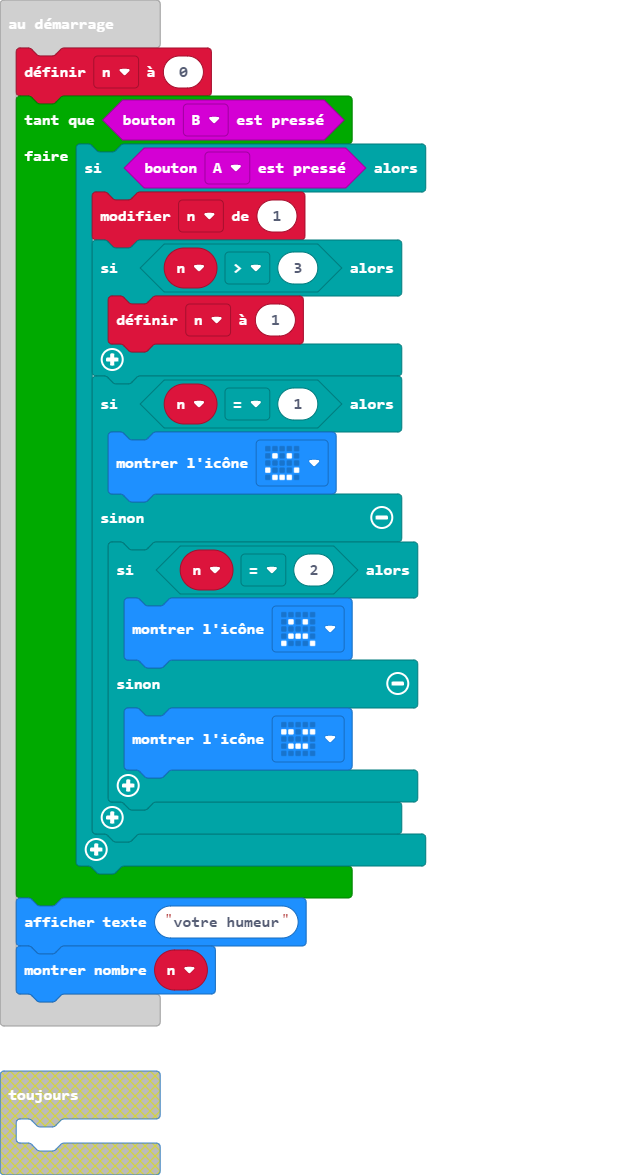 au démarrage
définir n à 0
tant que bouton B est pressé
faire
si bouton A est pressé alors
modifier n de 1
si n > 3 alors
définir n à 1
si n = 1 alors
montrer l'icône
sinon
si n = 2 alors
montrer l'icône
sinon
montrer l'icône
afficher texte "votre humeur"
montrer nombre n
toujours